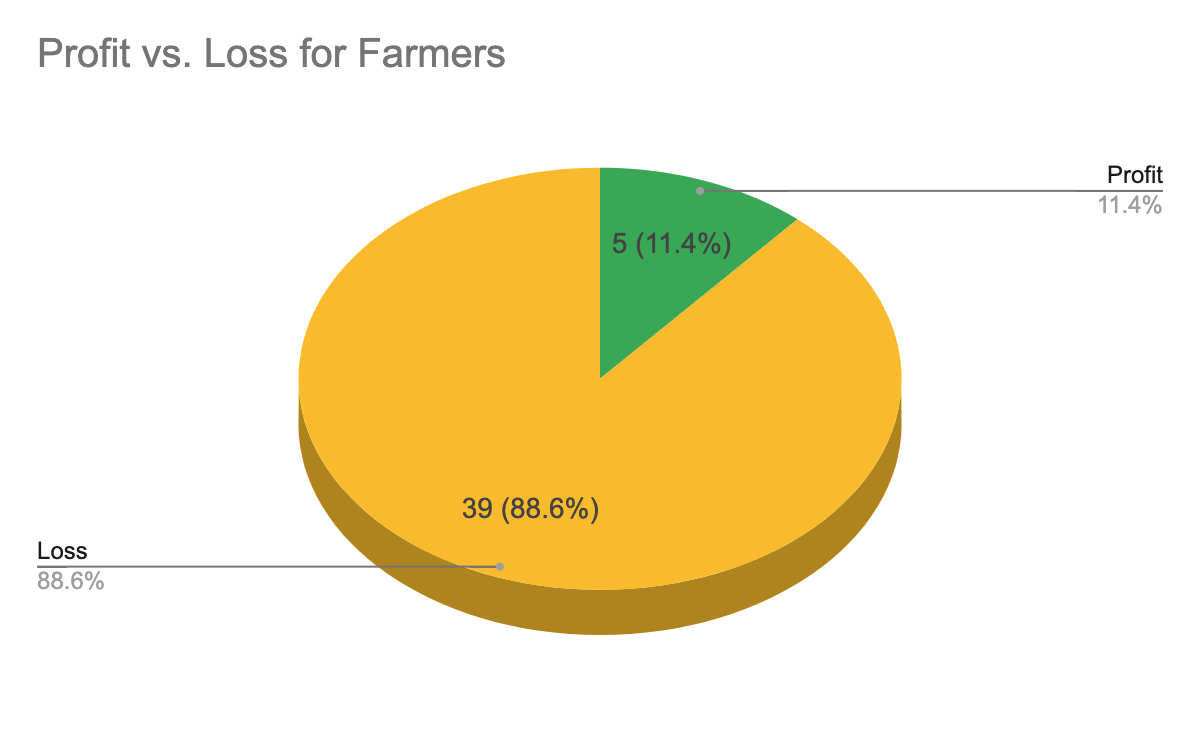 Profit vs. Loss for Farmers
Profit
11.4%
5 (11.4%)
39 (88.6%)
Loss
88.6%